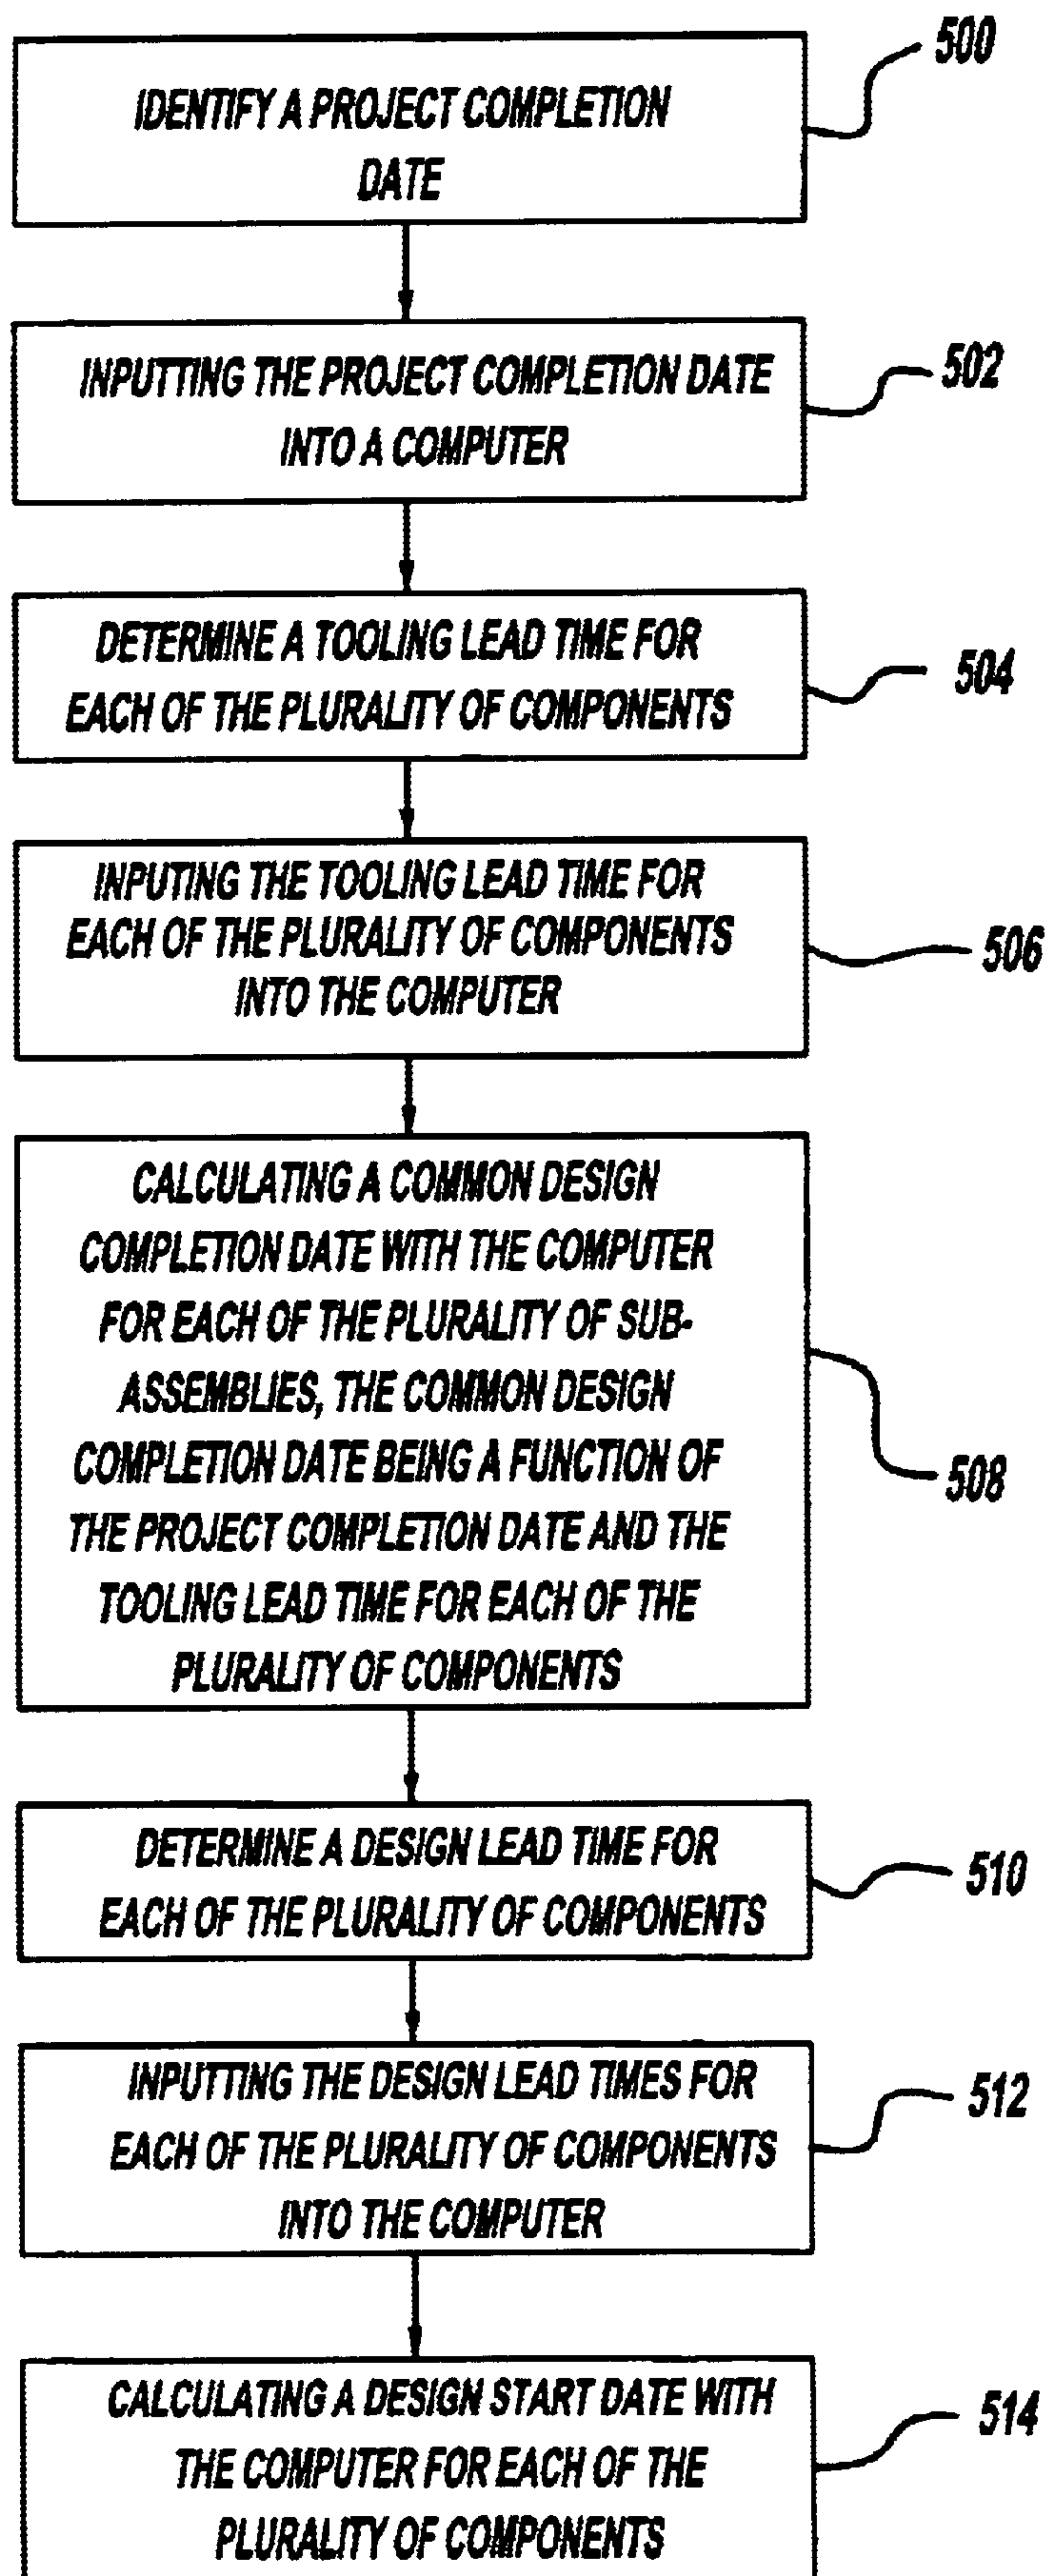 IDENTIFY A PROJECT COMPLETION
DATE
500
INPUTTING THE PROJECT COMPLETION DATE
INTO A COMPUTER
502
DETERMINE A TOOLING LEAD TIME FOR
EACH OF THE PLURALITY OF COMPONENTS
504
INPUTING THE TOOLING LEAD TIME FOR
EACH OF THE PLURALITY OF COMPONENTS
INTO THE COMPUTER
506
CALCULATING A COMMON DESIGN
COMPLETION DATE WITH THE COMPUTER
FOR EACH OF THE PLURALITY OF SUB-
ASSEMBLIES, THE COMMON DESIGN
COMPLETION DATE BEING A FUNCTION OF
THE PROJECT COMPLETION DATE AND THE
TOOLING LEAD TIME FOR EACH OF THE
PLURALITY OF COMPONENTS
508
DETERMINE A DESIGN LEAD TIME FOR
EACH OF THE PLURALITY OF COMPONENTS
510
INPUTTING THE DESIGN LEAD TIMES FOR
EACH OF THE PLURALITY OF COMPONENTS
INTO THE COMPUTER
512
CALCULATING A DESIGN START DATE WITH
THE COMPUTER FOR EACH OF THE
PLURALITY OF COMPONENTS
514